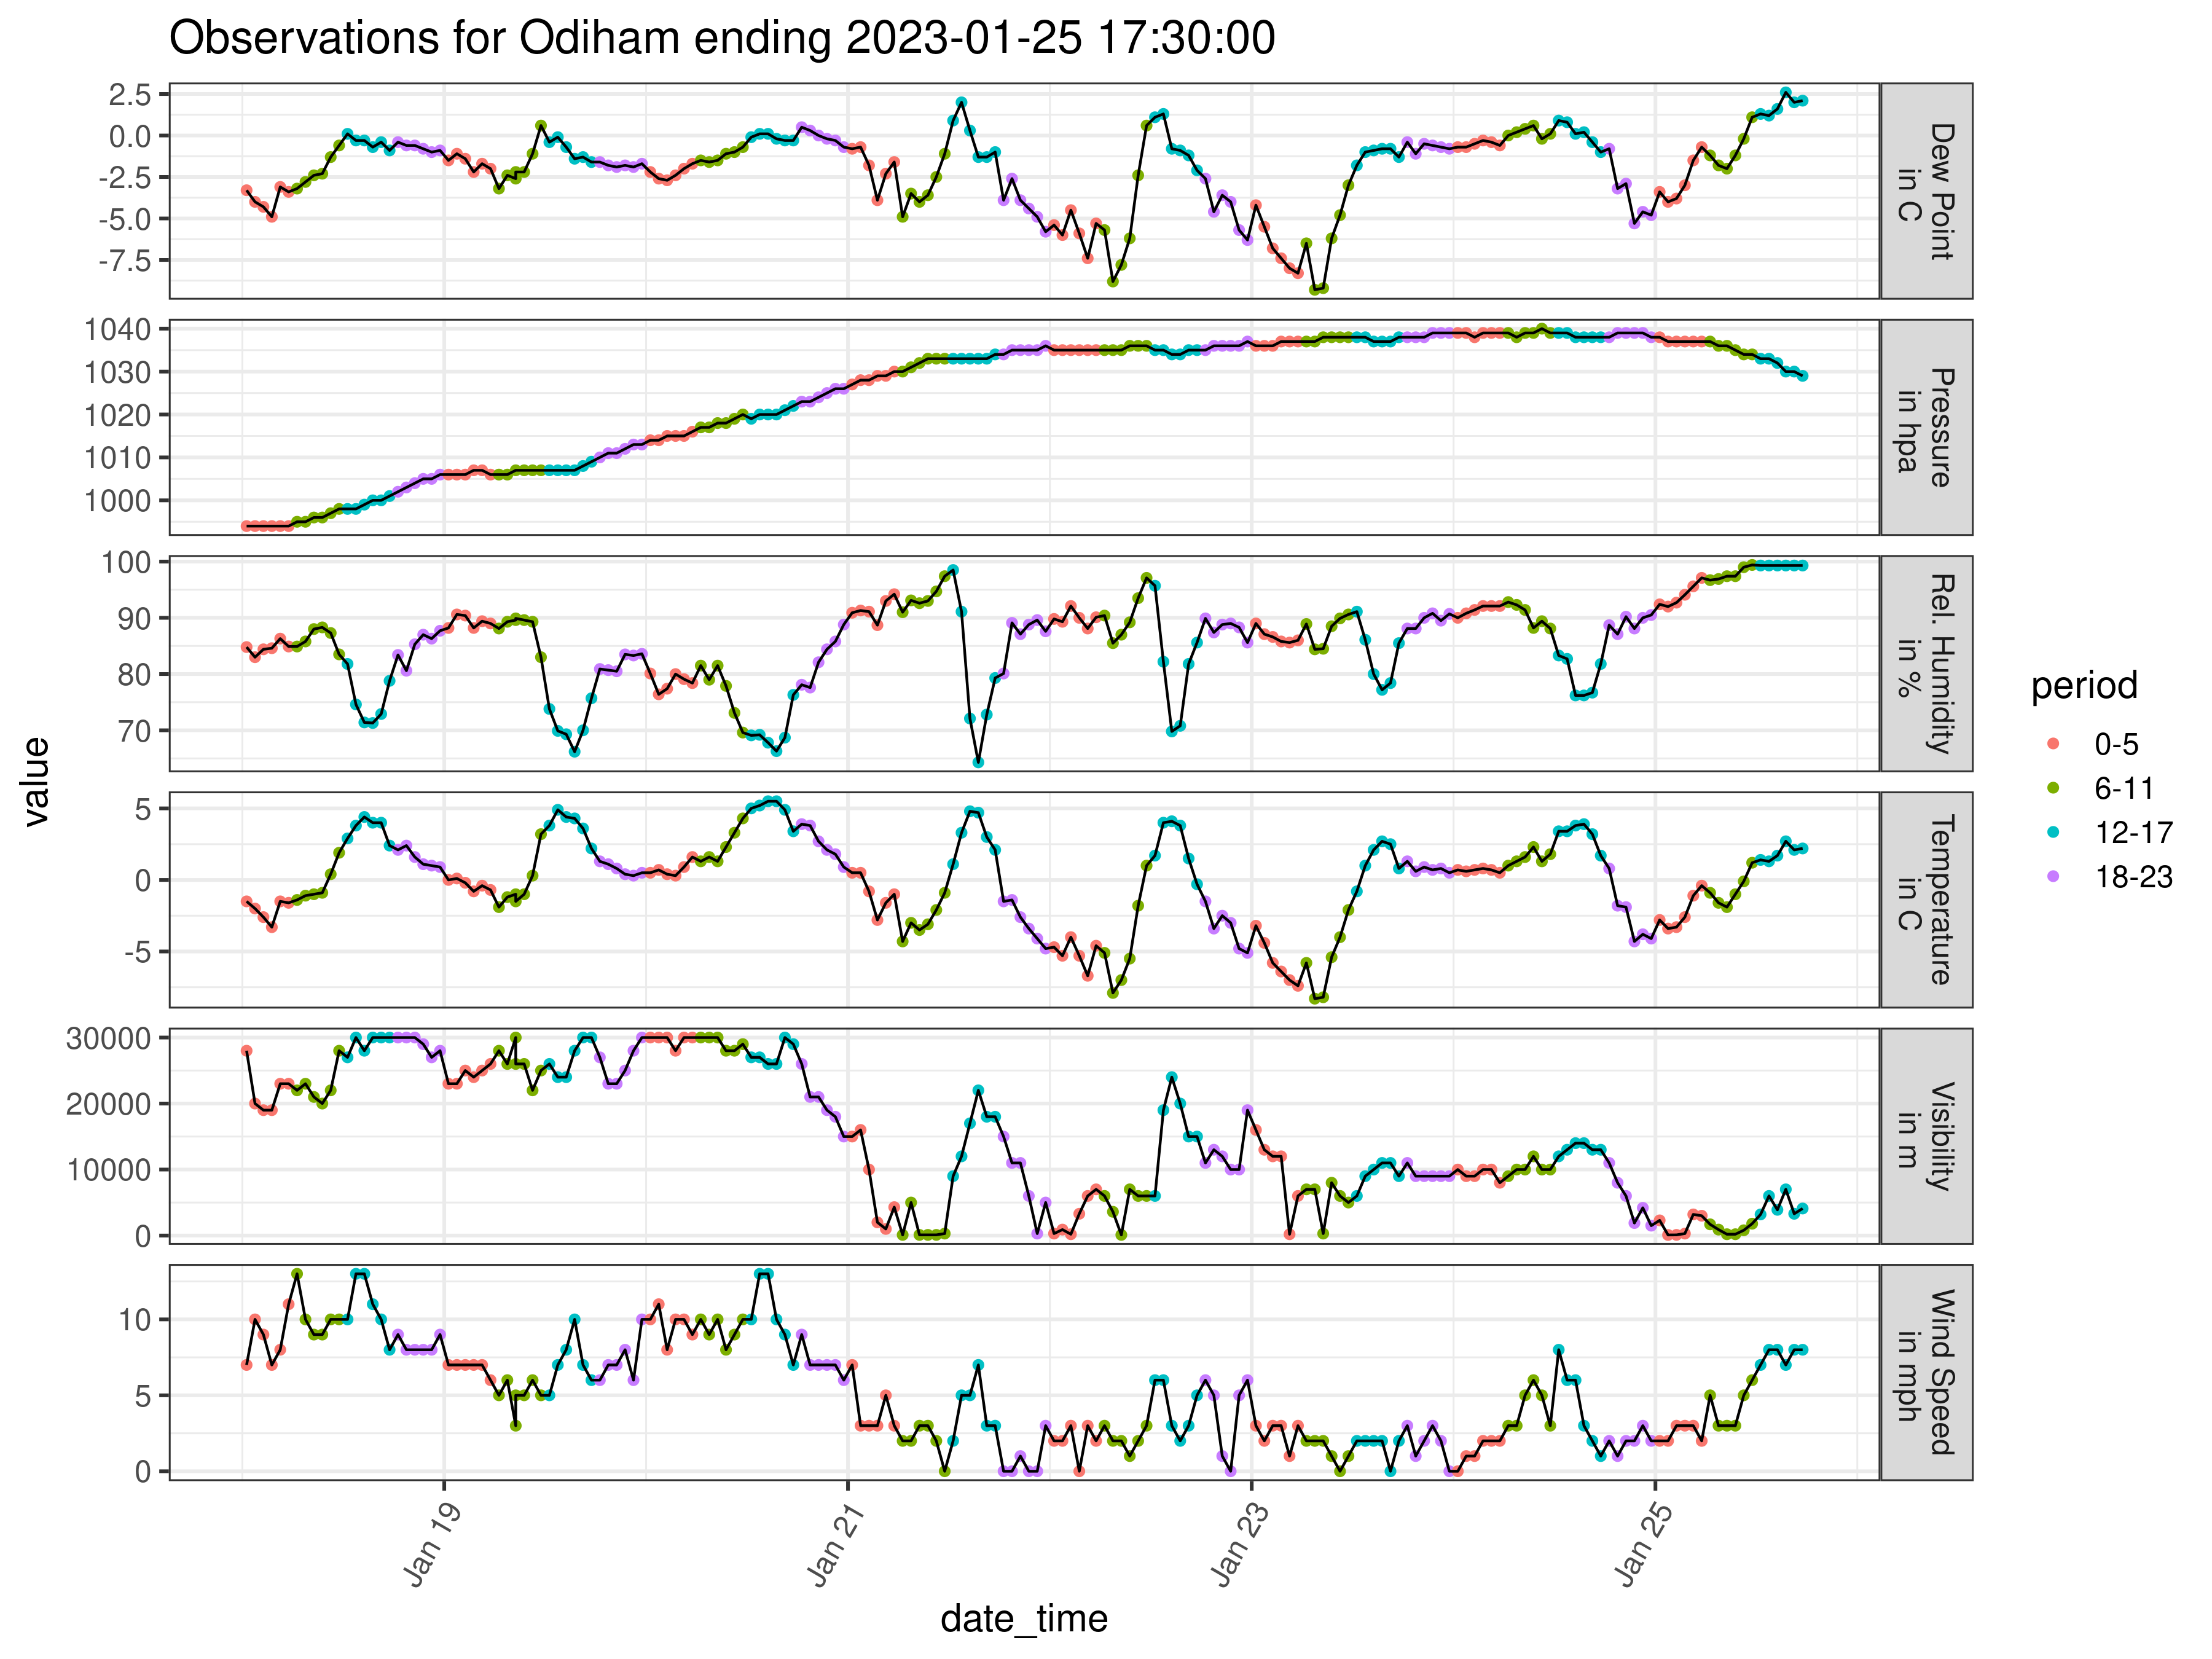 Observations for Odiham ending 2023-01-25 17:30:00
value
2.5
0.0
-2.5
-5.0
-7.5
Dew Point
in C
1040
1030
1020
1010
1000
Pressure
in hpa
100
90
80
70
Rel. Humidity
in %
5
0
-5
Temperature
in C
30000
20000
10000
0
Visibility
in m
10
5
0
Wind Speed
in mph
Jan 19
Jan 21
Jan 23
Jan 25
date_time
period
0-5
6-11
12-17
18-23